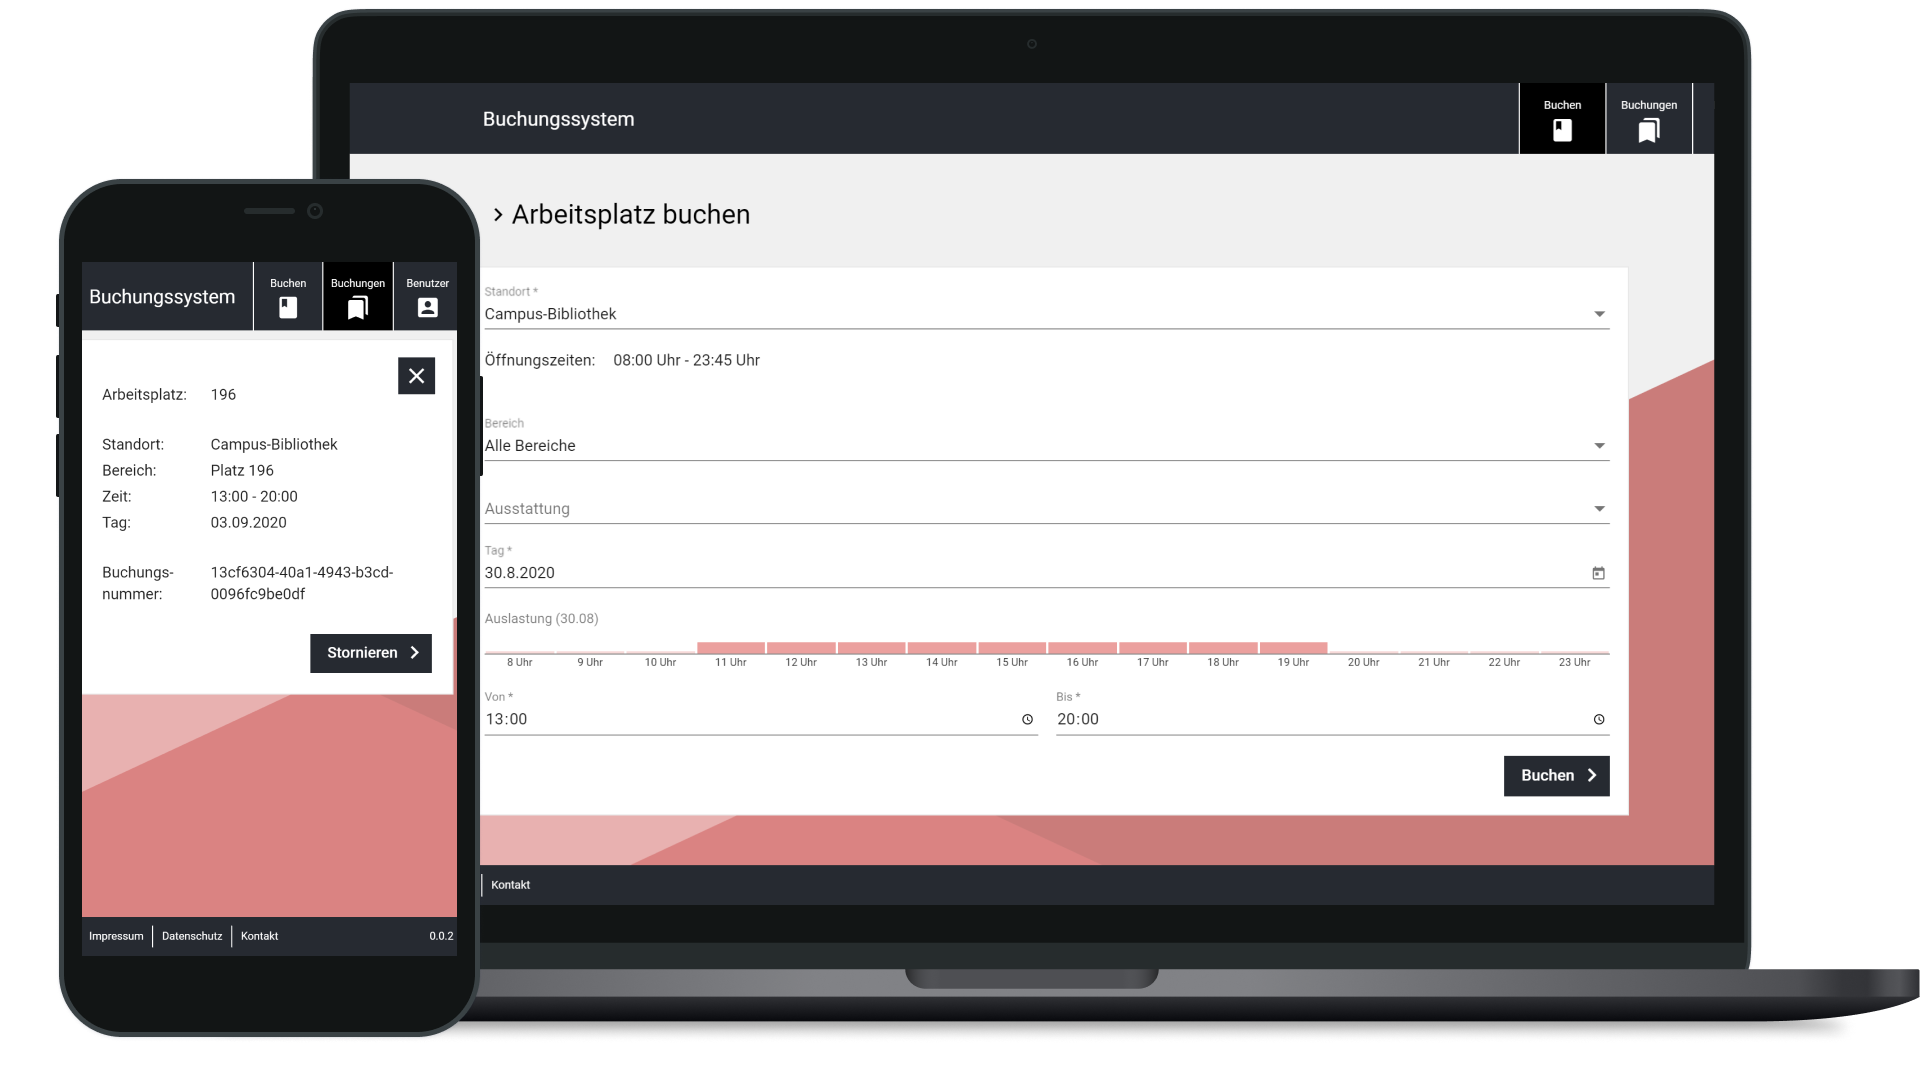 Buchungssystem
Buchen
Buchungen
Arbeitsplatz buchen
Standort *
Campus-Bibliothek
Öffnungszeiten: 08:00 Uhr - 23:45 Uhr
Bereich
Alle Bereiche
Ausstattung
Tag *
30.8.2020
Auslastung (30.08)
8 Uhr 9 Uhr 10 Uhr 11 Uhr 12 Uhr 13 Uhr 14 Uhr 15 Uhr 16 Uhr 17 Uhr 18 Uhr 19 Uhr 20 Uhr 21 Uhr 22 Uhr 23 Uhr
Von * Bis *
13:00 20:00
Buchen
Kontakt
Buchungssystem
Buchen
Buchungen
Benutzer
Arbeitsplatz: 196
Standort: Campus-Bibliothek
Bereich: Platz 196
Zeit: 13:00 - 20:00
Tag: 03.09.2020
Buchungs- 13cf6304-40a1-4943-b3cd-
nummer: 0096fc9be0df
Stornieren
Impressum Datenschutz Kontakt 0.0.2